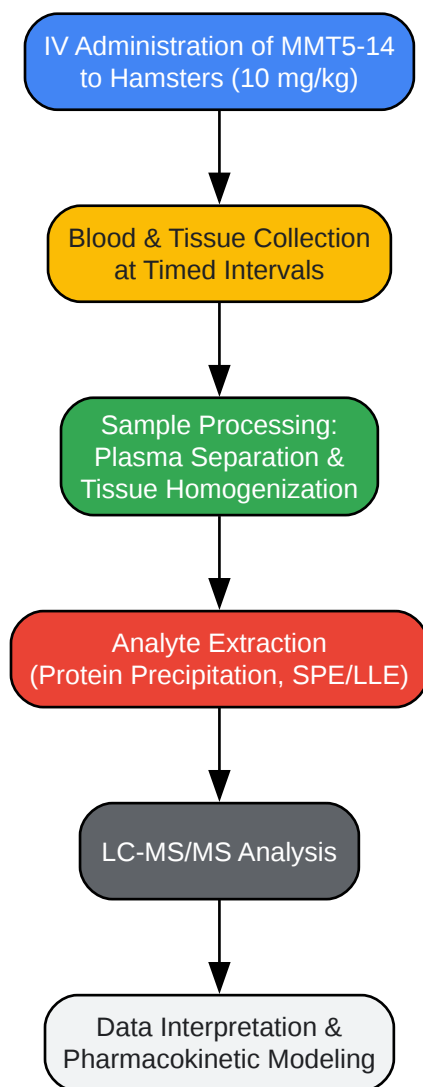 IV Administration of MMT5-14
to Hamsters (10 mg/kg)
Blood & Tissue Collection
at Timed Intervals
Sample Processing:
Plasma Separation &
Tissue Homogenization
Analyte Extraction
(Protein Precipitation, SPE/LLE)
LC-MS/MS Analysis
Data Interpretation &
Pharmacokinetic Modeling